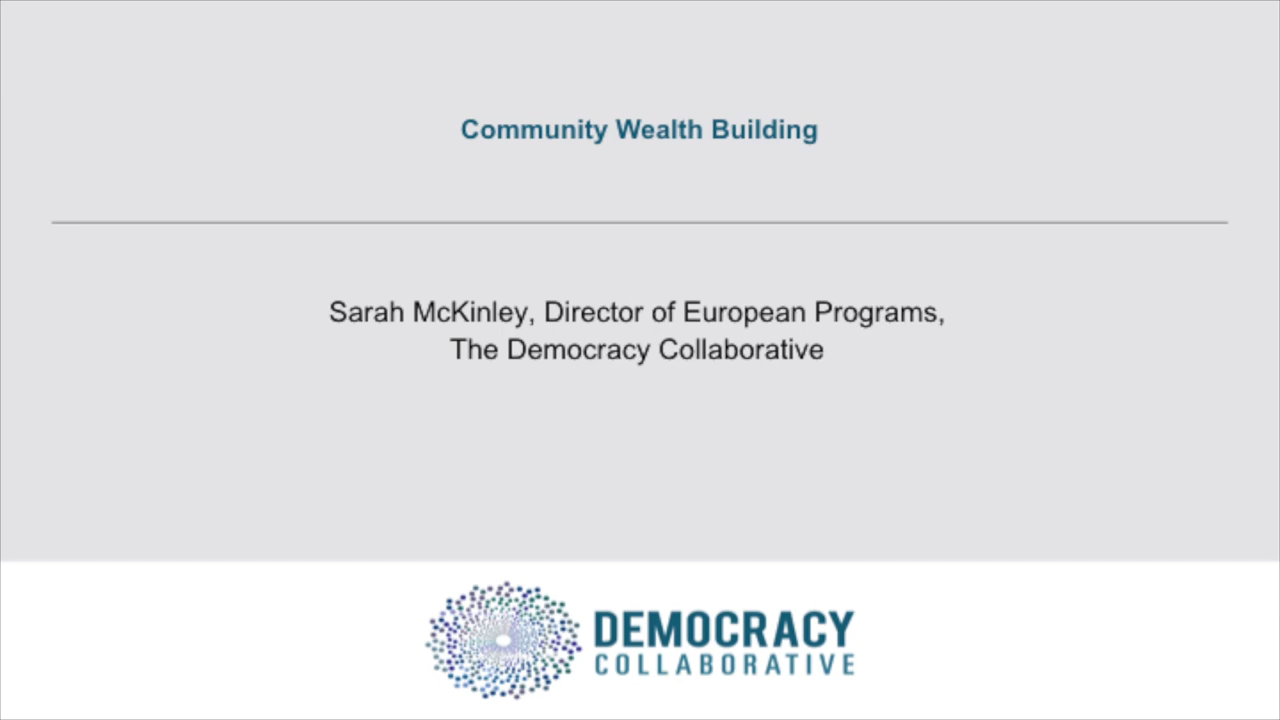 Community Wealth Building
Sarah McKinley, Director of European Programs,
The Democracy Collaborative
DEMOCRACY
COLLABORATIVE